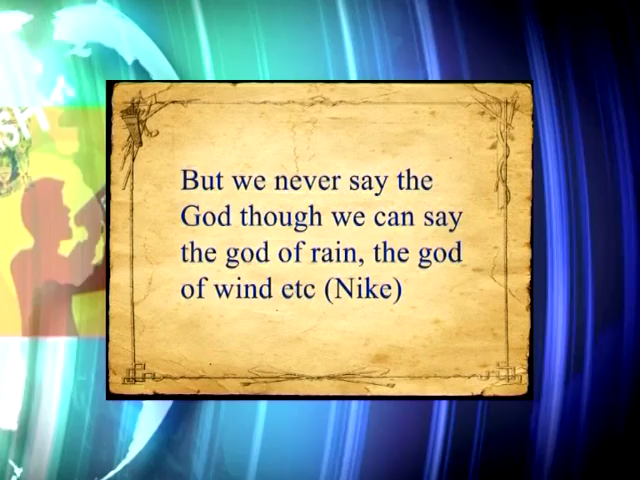 SH
But we never say the
God though we can say
the god of rain, the god
of wind etc (Nike)